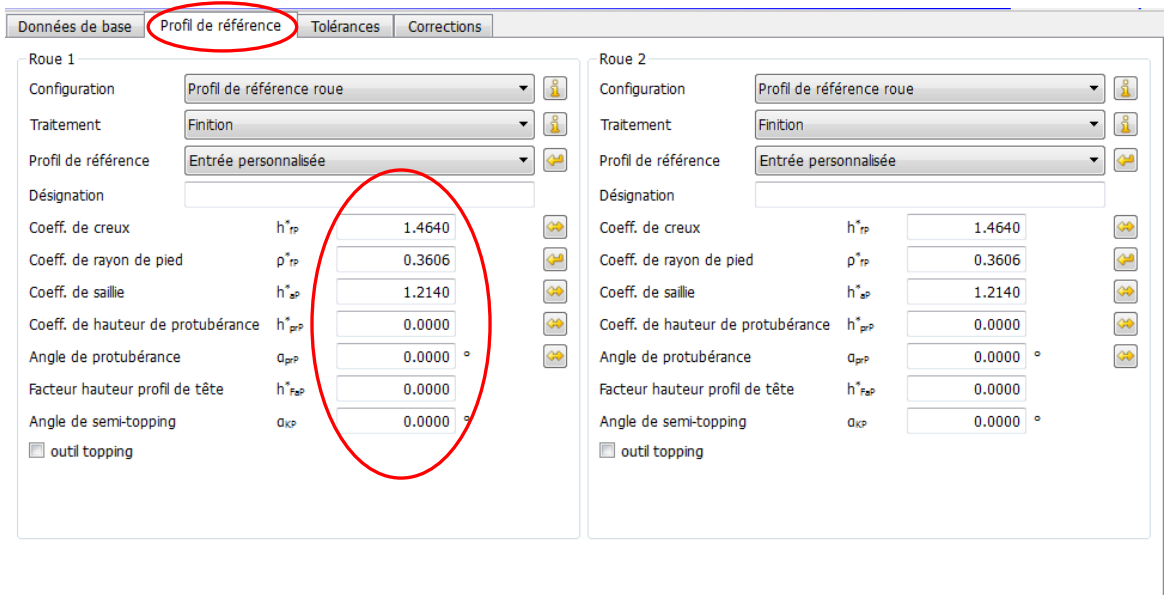 Données de base Profil de référence Tolérances Corrections
Roue 1
Configuration Profil de référence roue
Traitement Finition
Profil de référence Entrée personnalisée
Désignation
Coeff. de creux h*fP 1.4640
Coeff. de rayon de pied ρ*fP 0.3606
Coeff. de saillie h*aP 1.2140
Coeff. de hauteur de protubérance h*prP 0.0000
Angle de protubérance αprP 0.0000 °
Facteur hauteur profil de tête h*FaP 0.0000
Angle de semi-topping αKP 0.0000 °
outil topping
Roue 2
Configuration Profil de référence roue
Traitement Finition
Profil de référence Entrée personnalisée
Désignation
Coeff. de creux h*fP 1.4640
Coeff. de rayon de pied ρ*fP 0.3606
Coeff. de saillie h*aP 1.2140
Coeff. de hauteur de protubérance h*prP 0.0000
Angle de protubérance αprP 0.0000 °
Facteur hauteur profil de tête h*FaP 0.0000
Angle de semi-topping αKP 0.0000 °
outil topping